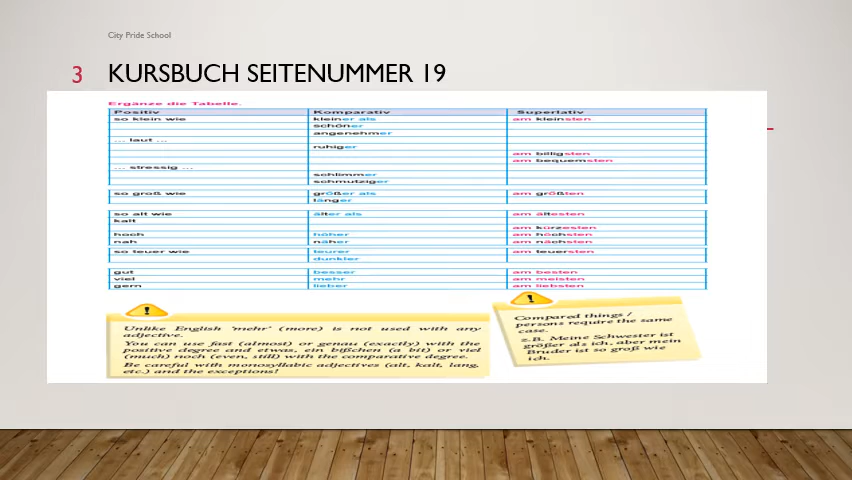 City Pride School
3 KURSBUCH SEITENUMMER 19
Ergänze die Tabelle.
Positiv Komparativ Superlativ
so klein wie kleiner als am kleinsten
schöner
angenehmer
... laut ...
ruhiger
am billigsten
am bequemsten
... stressig ...
schlimmer
schmutziger
so groß wie größer als am größten
länger
so alt wie älter als am ältesten
kalt
am kürzesten
hoch höher am höchsten
nah näher am nächsten
so teuer wie teurer am teuersten
dunkler
gut besser am besten
viel mehr am meisten
gern lieber am liebsten
Unlike English 'mehr' (more) is not used with any
adjective.
You can use fast (almost) or genau (exactly) with the
positive degree and etwas, ein bißchen (a bit) or viel
(much) noch (even, still) with the comparative degree.
Be careful with monosyllabic adjectives (alt, kalt, lang,
etc.) and the exceptions!
Compared things /
persons require the same
case.
z.B. Meine Schwester ist
größer als ich, aber mein
Bruder ist so groß wie
ich.